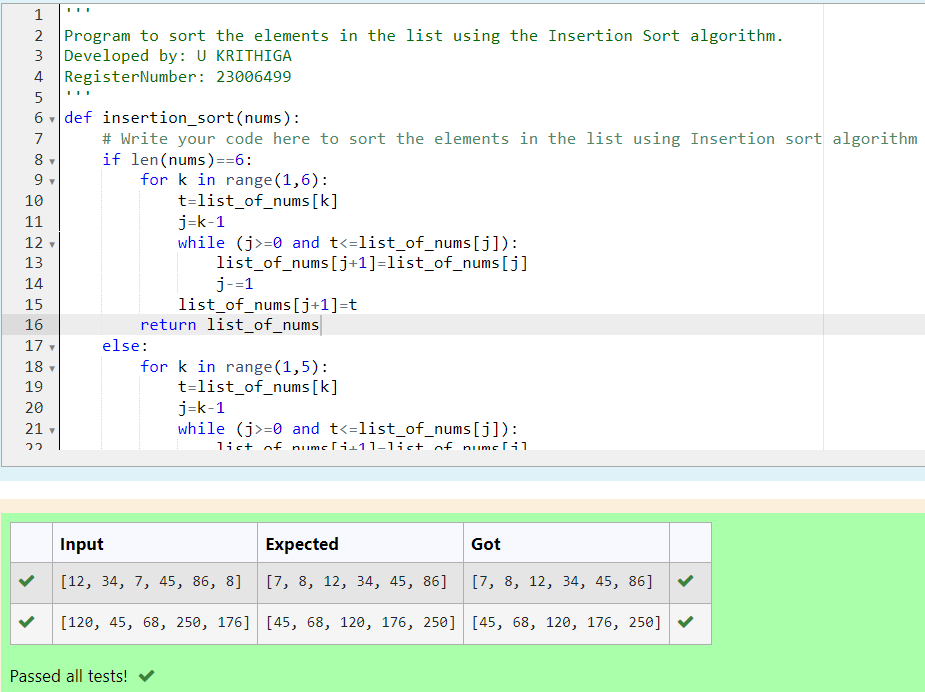 1 '''
2 Program to sort the elements in the list using the Insertion Sort algorithm.
3 Developed by: U KRITHIGA
4 RegisterNumber: 23006499
5 '''
6 def insertion_sort(nums):
7     # Write your code here to sort the elements in the list using Insertion sort algorithm
8     if len(nums)==6:
9         for k in range(1,6):
10             t=list_of_nums[k]
11             j=k-1
12             while (j>=0 and t<=list_of_nums[j]):
13                 list_of_nums[j+1]=list_of_nums[j]
14                 j-=1
15             list_of_nums[j+1]=t
16         return list_of_nums
17     else:
18         for k in range(1,5):
19             t=list_of_nums[k]
20             j=k-1
21             while (j>=0 and t<=list_of_nums[j]):
22                 list_of_nums[j+1]=list_of_nums[j]
Input Expected Got
[12, 34, 7, 45, 86, 8] [7, 8, 12, 34, 45, 86] [7, 8, 12, 34, 45, 86]
[120, 45, 68, 250, 176] [45, 68, 120, 176, 250] [45, 68, 120, 176, 250]
Passed all tests!